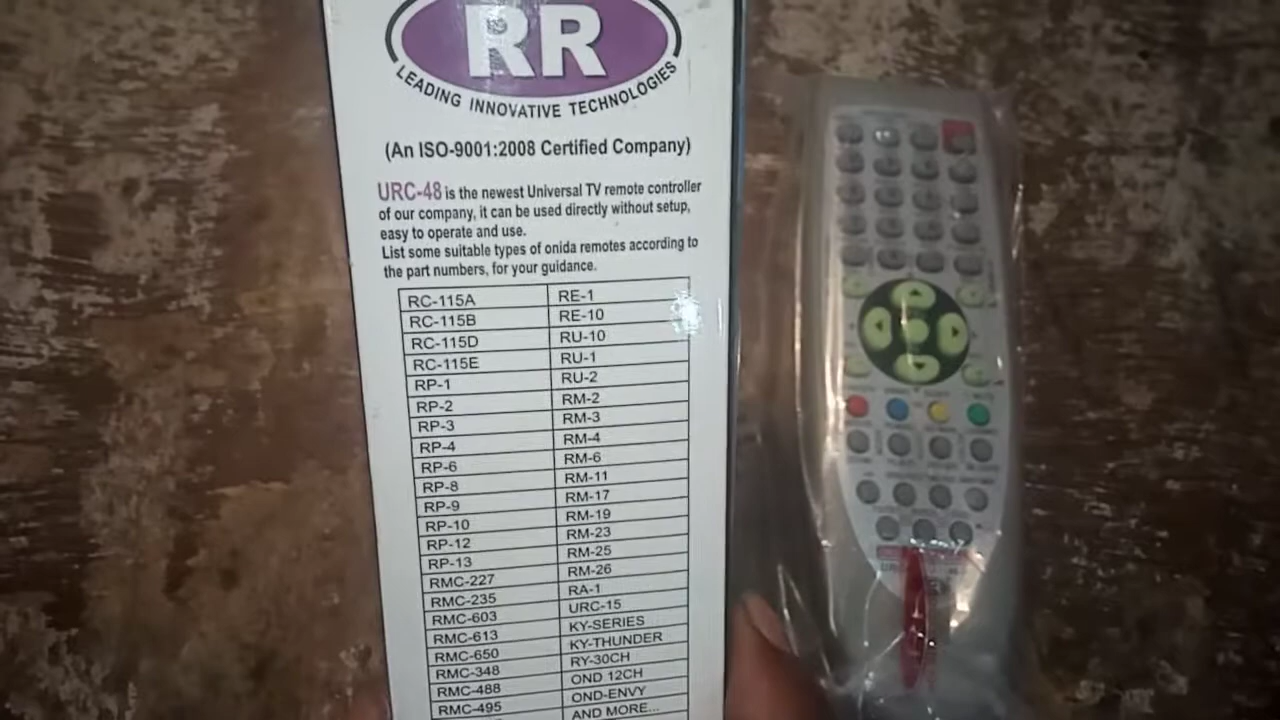 RR
LEADING INNOVATIVE TECHNOLOGIES
(An ISO-9001:2008 Certified Company)
URC-48 is the newest Universal TV remote controller
of our company, it can be used directly without setup,
easy to operate and use.
List some suitable types of onida remotes according to
the part numbers, for your guidance.
RC-115A RE-1
RC-115B RE-10
RC-115D RU-10
RC-115E RU-1
RP-1 RU-2
RP-2 RM-2
RP-3 RM-3
RP-4 RM-4
RP-6 RM-6
RP-8 RM-11
RP-9 RM-17
RP-10 RM-19
RP-12 RM-23
RP-13 RM-25
RMC-227 RM-26
RMC-235 RA-1
RMC-603 URC-15
RMC-613 KY-SERIES
RMC-650 KY-THUNDER
RMC-348 RY-30CH
RMC-488 OND 12CH
RMC-495 OND-ENVY
AND MORE...